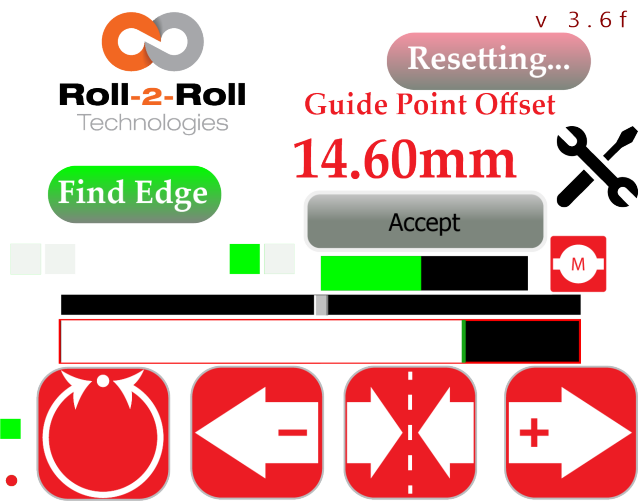 v 3.6f
Resetting...
Roll-2-Roll
Technologies
Guide Point Offset
14.60mm
Find Edge
Accept
M
- +